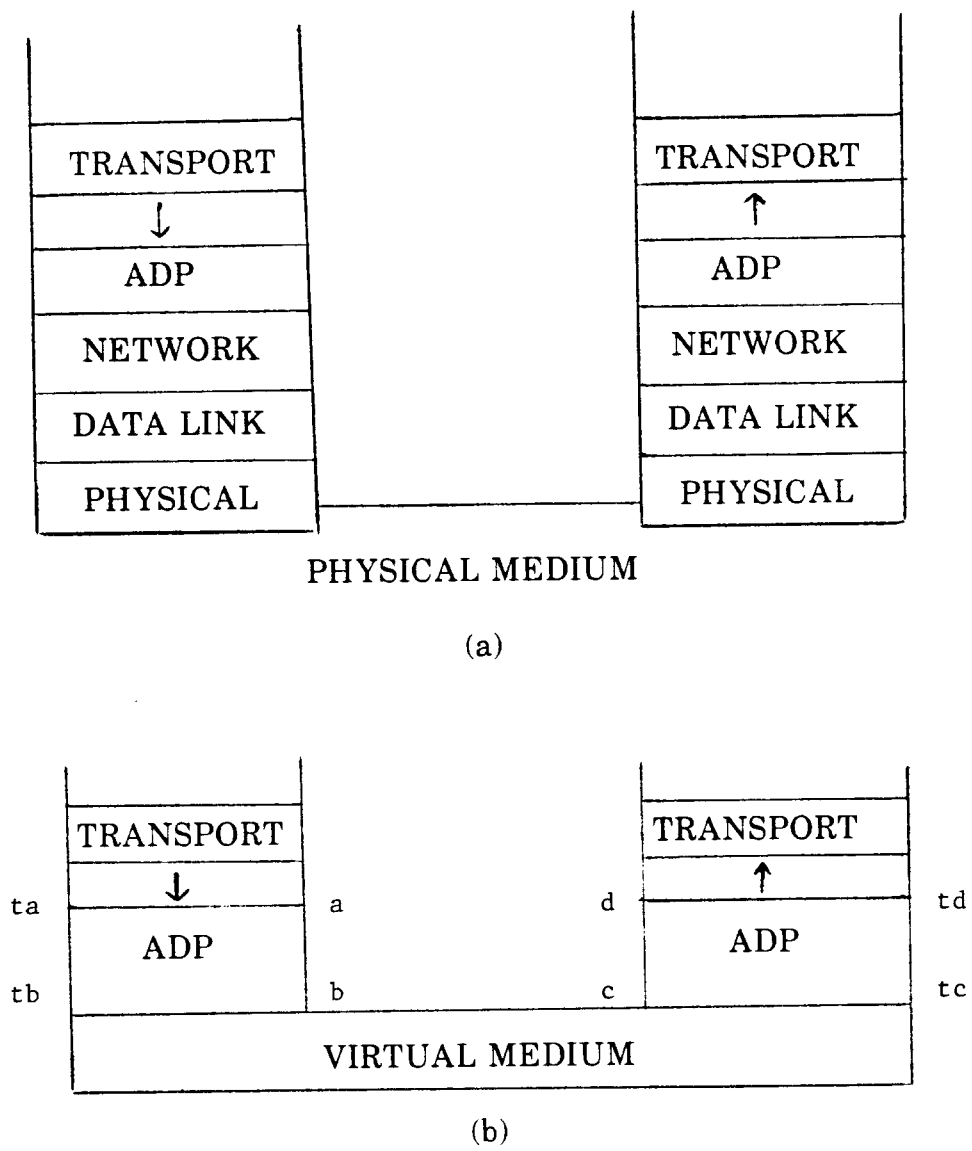 TRANSPORT TRANSPORT
↓ ↑
ADP ADP
NETWORK NETWORK
DATA LINK DATA LINK
PHYSICAL PHYSICAL
PHYSICAL MEDIUM
(a)
TRANSPORT TRANSPORT
↓ ↑
ta a d td
ADP ADP
tb b c tc
VIRTUAL MEDIUM
(b)